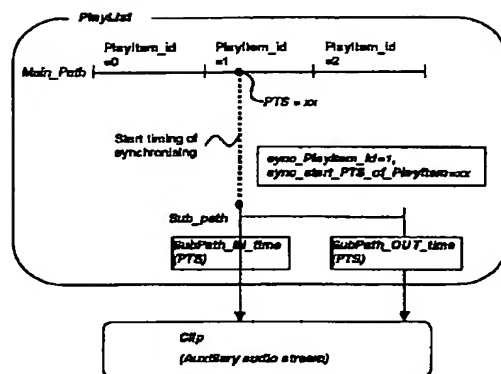 PlayList
PlayItem_id
=0
PlayItem_id
=1
PlayItem_id
=2
Main_Path
PTS = xx
Start timing of
synchronising
sync_PlayItem_id=1,
sync_start_PTS_of_PlayItem=xx
Sub_path
SubPath_IN_time
(PTS)
SubPath_OUT_time
(PTS)
Clip
(Auxiliary audio stream)